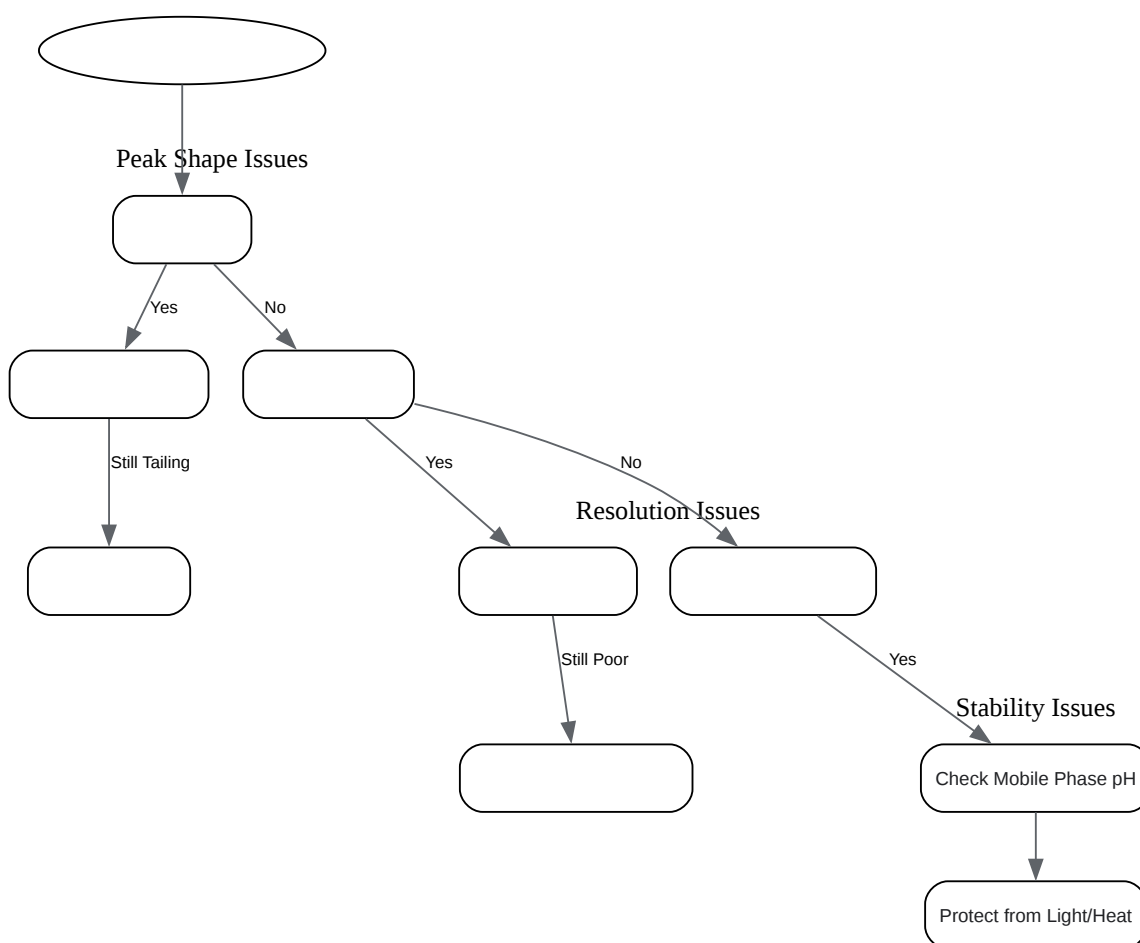 Peak Shape Issues
Yes
No
Still Tailing
Yes
No
Resolution Issues
Still Poor
Yes
Stability Issues
Check Mobile Phase pH
Protect from Light/Heat